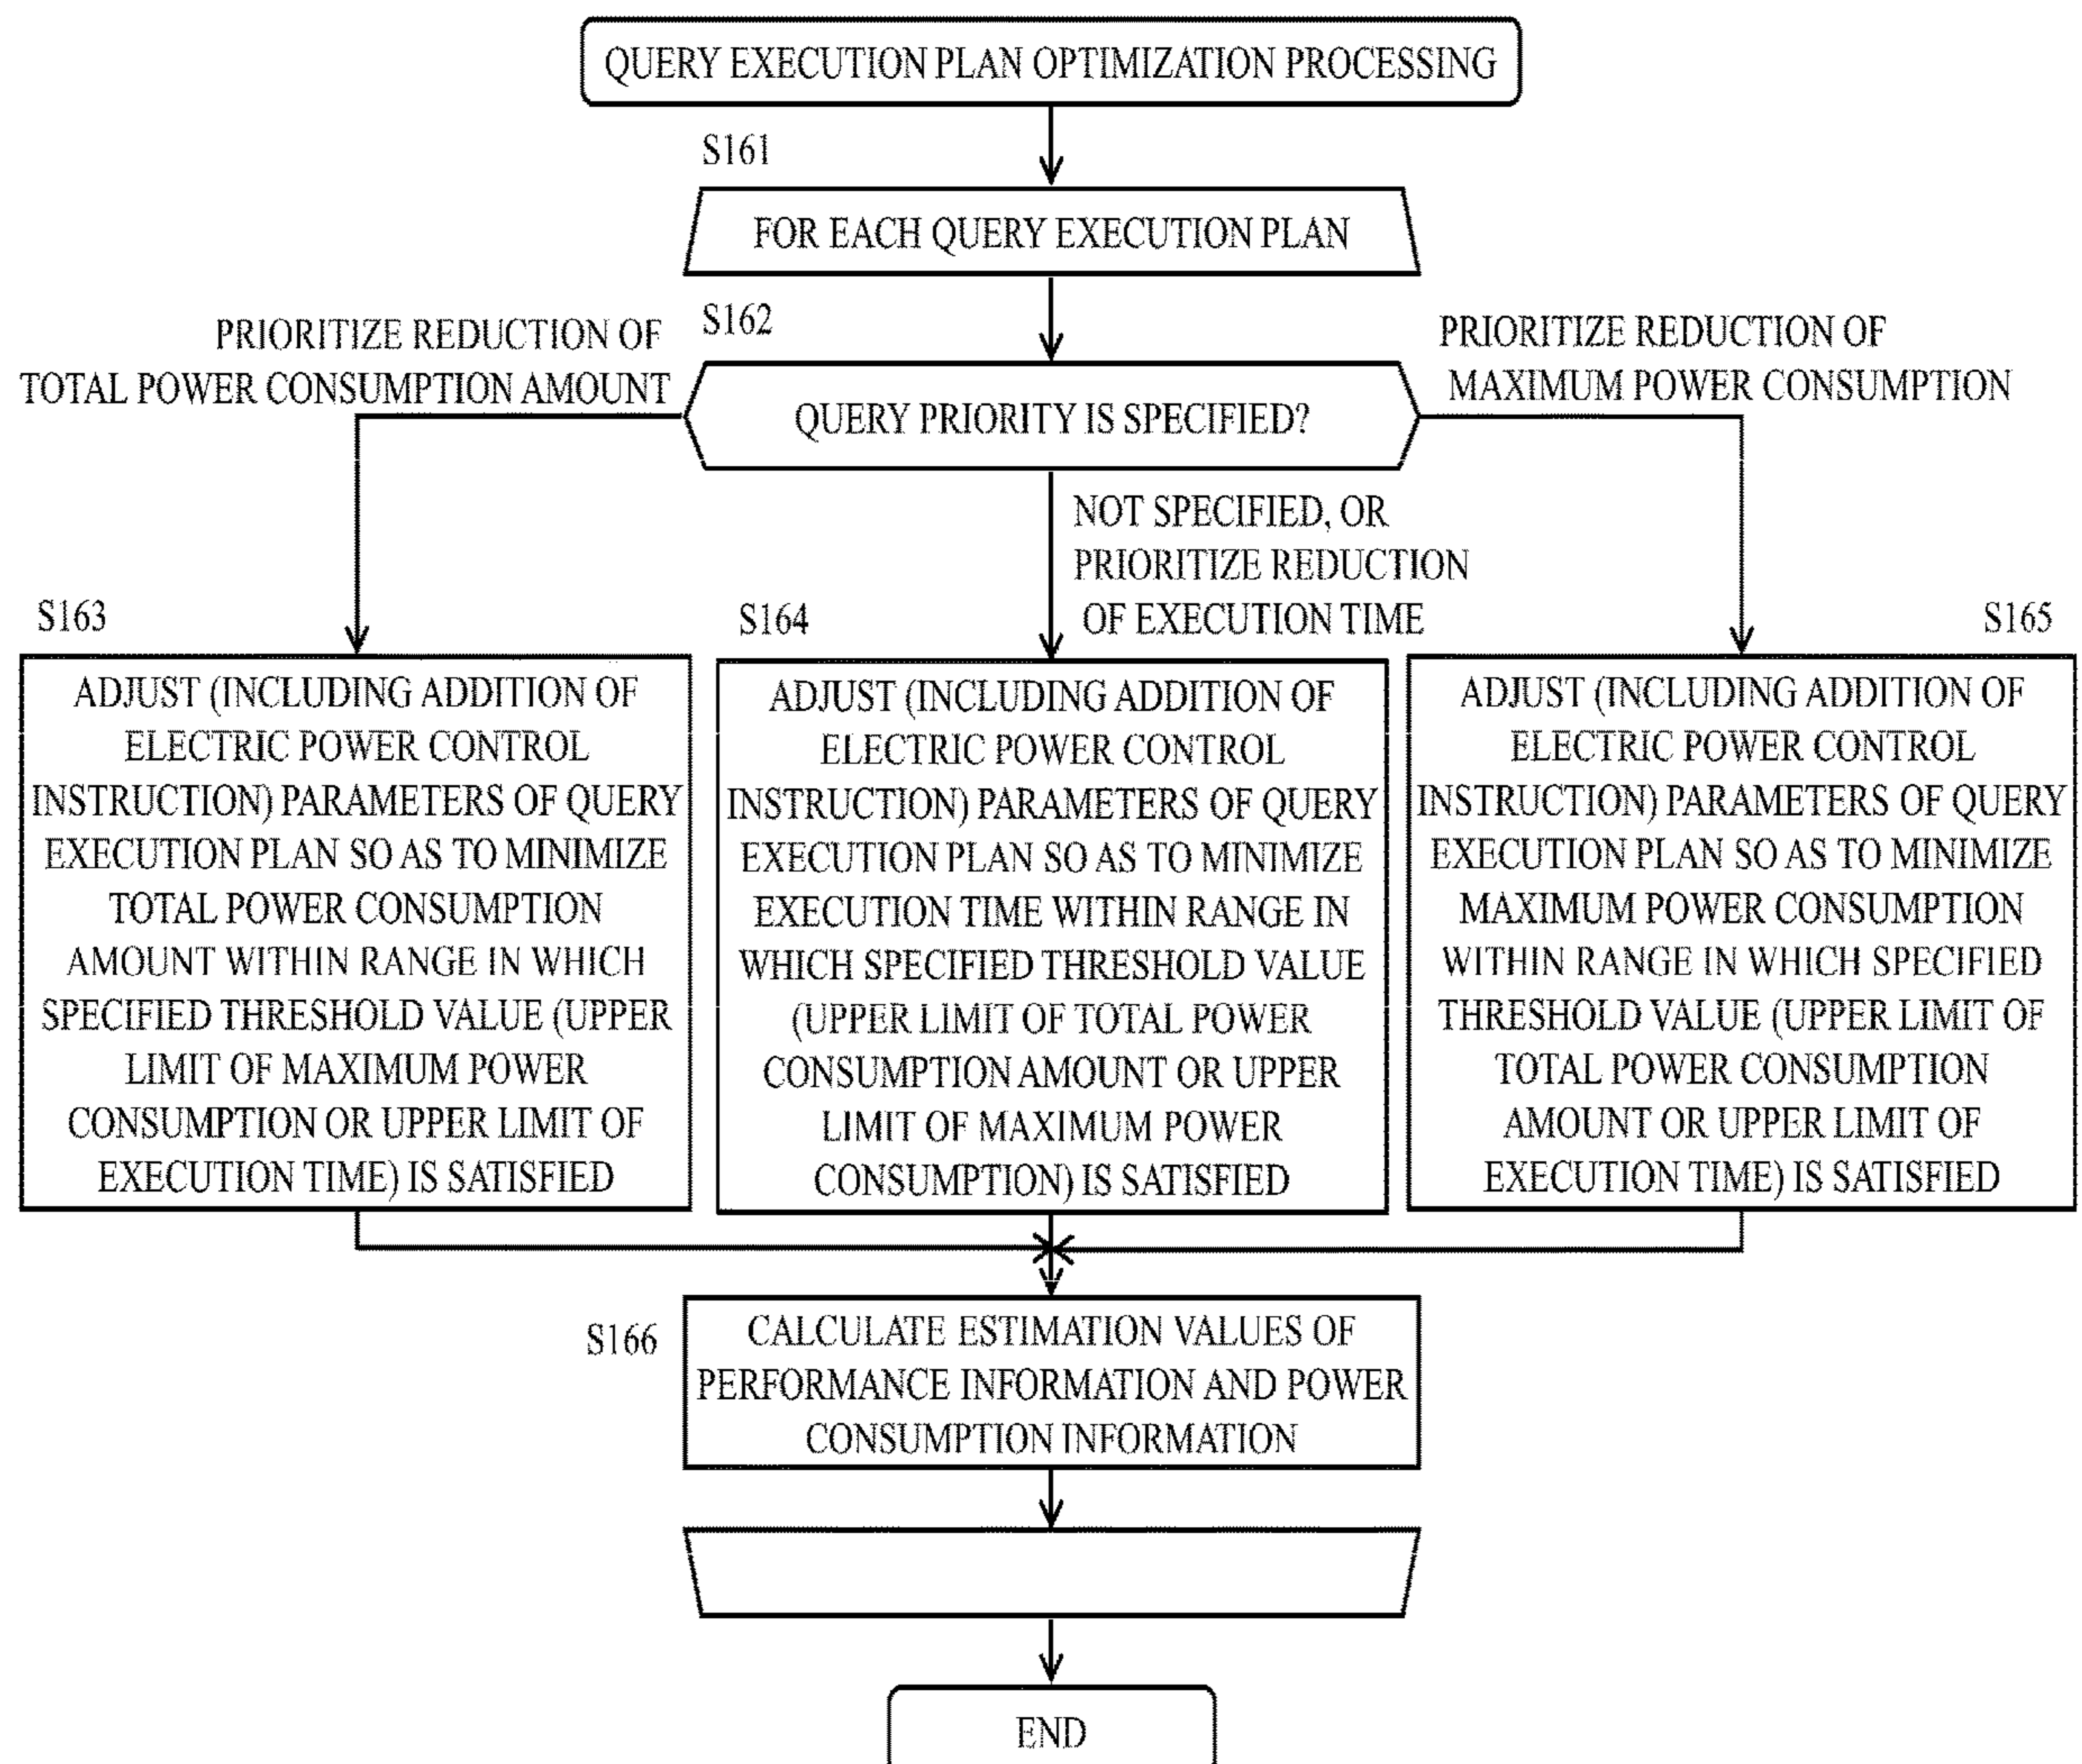 QUERY EXECUTION PLAN OPTIMIZATION PROCESSING
S161
FOR EACH QUERY EXECUTION PLAN
S162
PRIORITIZE REDUCTION OF
TOTAL POWER CONSUMPTION AMOUNT
QUERY PRIORITY IS SPECIFIED?
PRIORITIZE REDUCTION OF
MAXIMUM POWER CONSUMPTION
NOT SPECIFIED, OR
PRIORITIZE REDUCTION
OF EXECUTION TIME
S163
ADJUST (INCLUDING ADDITION OF
ELECTRIC POWER CONTROL
INSTRUCTION) PARAMETERS OF QUERY
EXECUTION PLAN SO AS TO MINIMIZE
TOTAL POWER CONSUMPTION
AMOUNT WITHIN RANGE IN WHICH
SPECIFIED THRESHOLD VALUE (UPPER
LIMIT OF MAXIMUM POWER
CONSUMPTION OR UPPER LIMIT OF
EXECUTION TIME) IS SATISFIED
S164
ADJUST (INCLUDING ADDITION OF
ELECTRIC POWER CONTROL
INSTRUCTION) PARAMETERS OF QUERY
EXECUTION PLAN SO AS TO MINIMIZE
EXECUTION TIME WITHIN RANGE IN
WHICH SPECIFIED THRESHOLD VALUE
(UPPER LIMIT OF TOTAL POWER
CONSUMPTION AMOUNT OR UPPER
LIMIT OF MAXIMUM POWER
CONSUMPTION) IS SATISFIED
S165
ADJUST (INCLUDING ADDITION OF
ELECTRIC POWER CONTROL
INSTRUCTION) PARAMETERS OF QUERY
EXECUTION PLAN SO AS TO MINIMIZE
MAXIMUM POWER CONSUMPTION
WITHIN RANGE IN WHICH SPECIFIED
THRESHOLD VALUE (UPPER LIMIT OF
TOTAL POWER CONSUMPTION
AMOUNT OR UPPER LIMIT OF
EXECUTION TIME) IS SATISFIED
S166
CALCULATE ESTIMATION VALUES OF
PERFORMANCE INFORMATION AND POWER
CONSUMPTION INFORMATION
END